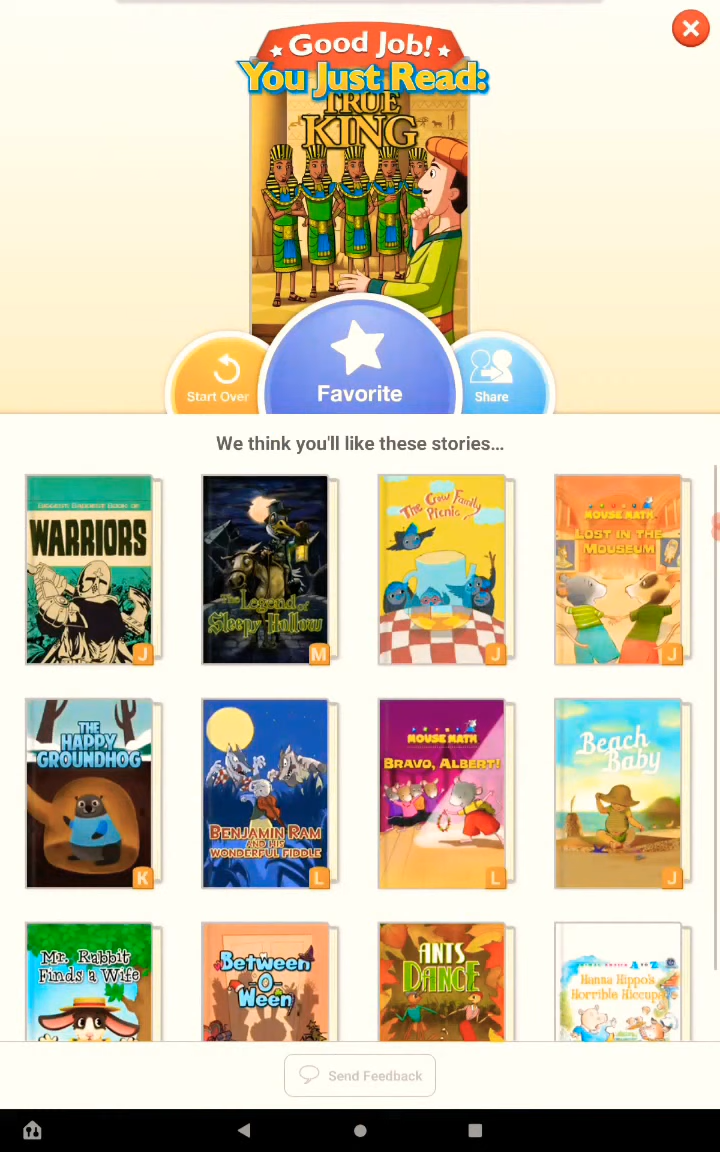 Good Job!
You Just Read:
TRUE
KING
Start Over
Favorite
Share
We think you'll like these stories...
WARRIORS
J
The Legend of
Sleepy Hollow
M
The Crow Family
Picnic
J
MOUSE MATH
LOST IN THE
MOUSEUM
J
THE
HAPPY
GROUNDHOG
K
BENJAMIN RAM
AND HIS
WONDERFUL FIDDLE
L
MOUSE MATH
BRAVO, ALBERT!
L
Beach
Baby
J
Mr. Rabbit
Finds a Wife
Between
-O-
Ween
ANTS
DANCE
Hanna Hippo's
Horrible Hiccups
Send Feedback